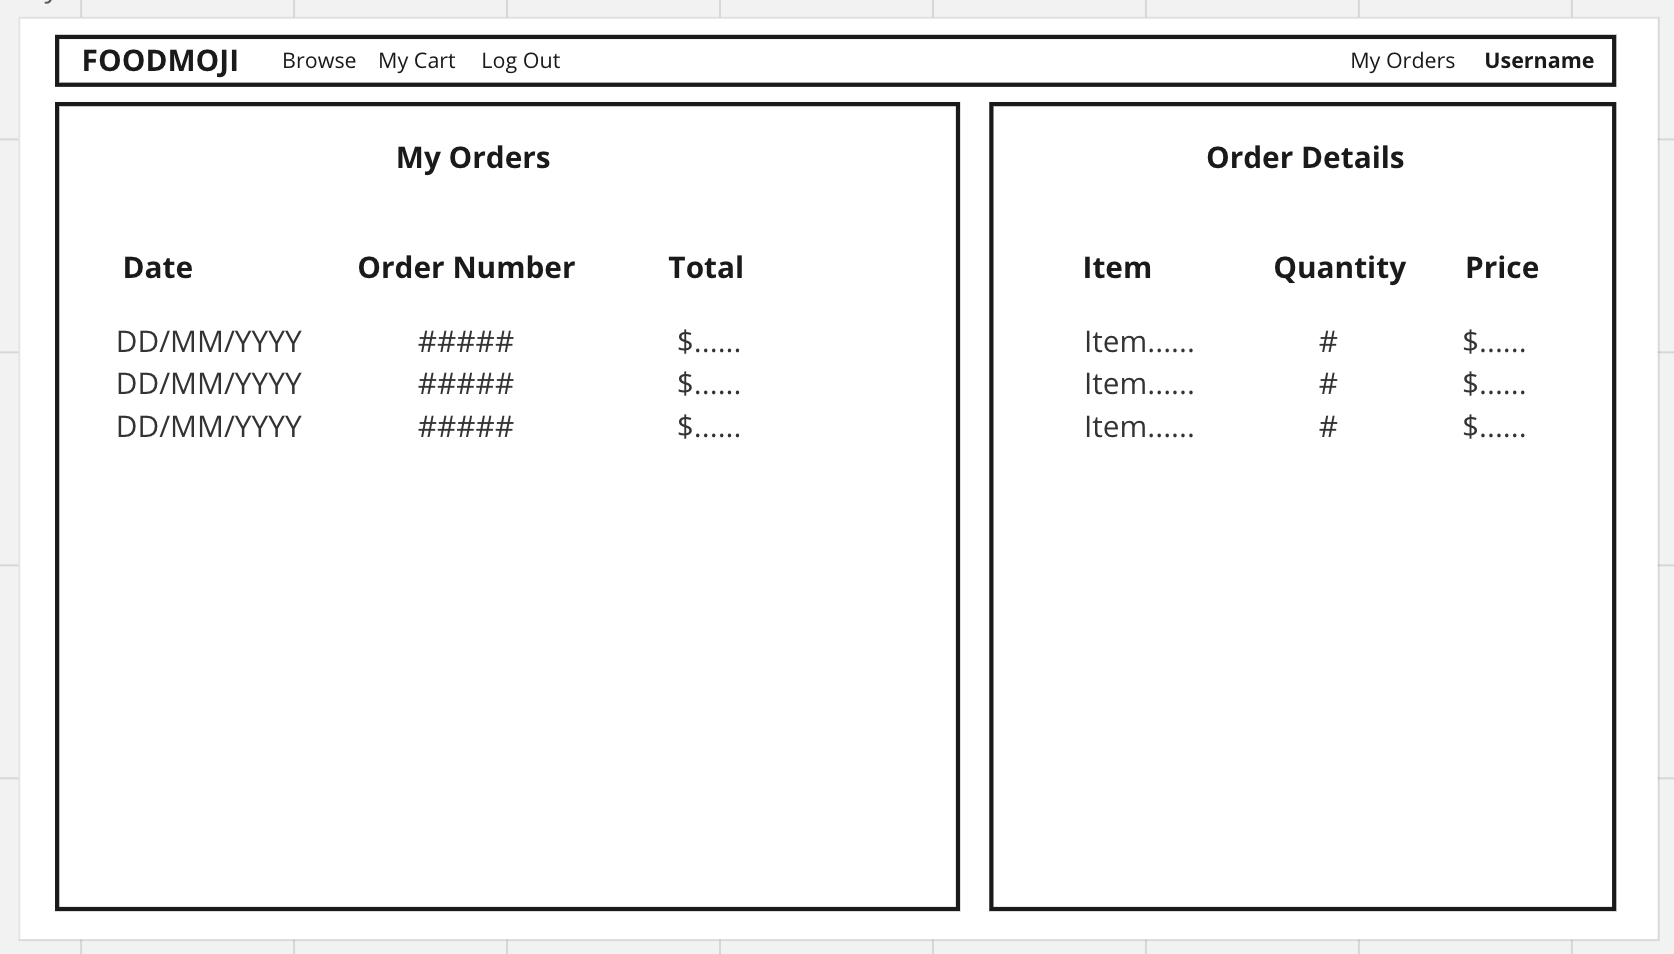 FOODMOJI Browse My Cart Log Out My Orders Username
My Orders
Date Order Number Total
DD/MM/YYYY ##### $......
DD/MM/YYYY ##### $......
DD/MM/YYYY ##### $......
Order Details
Item Quantity Price
Item...... # $......
Item...... # $......
Item...... # $......